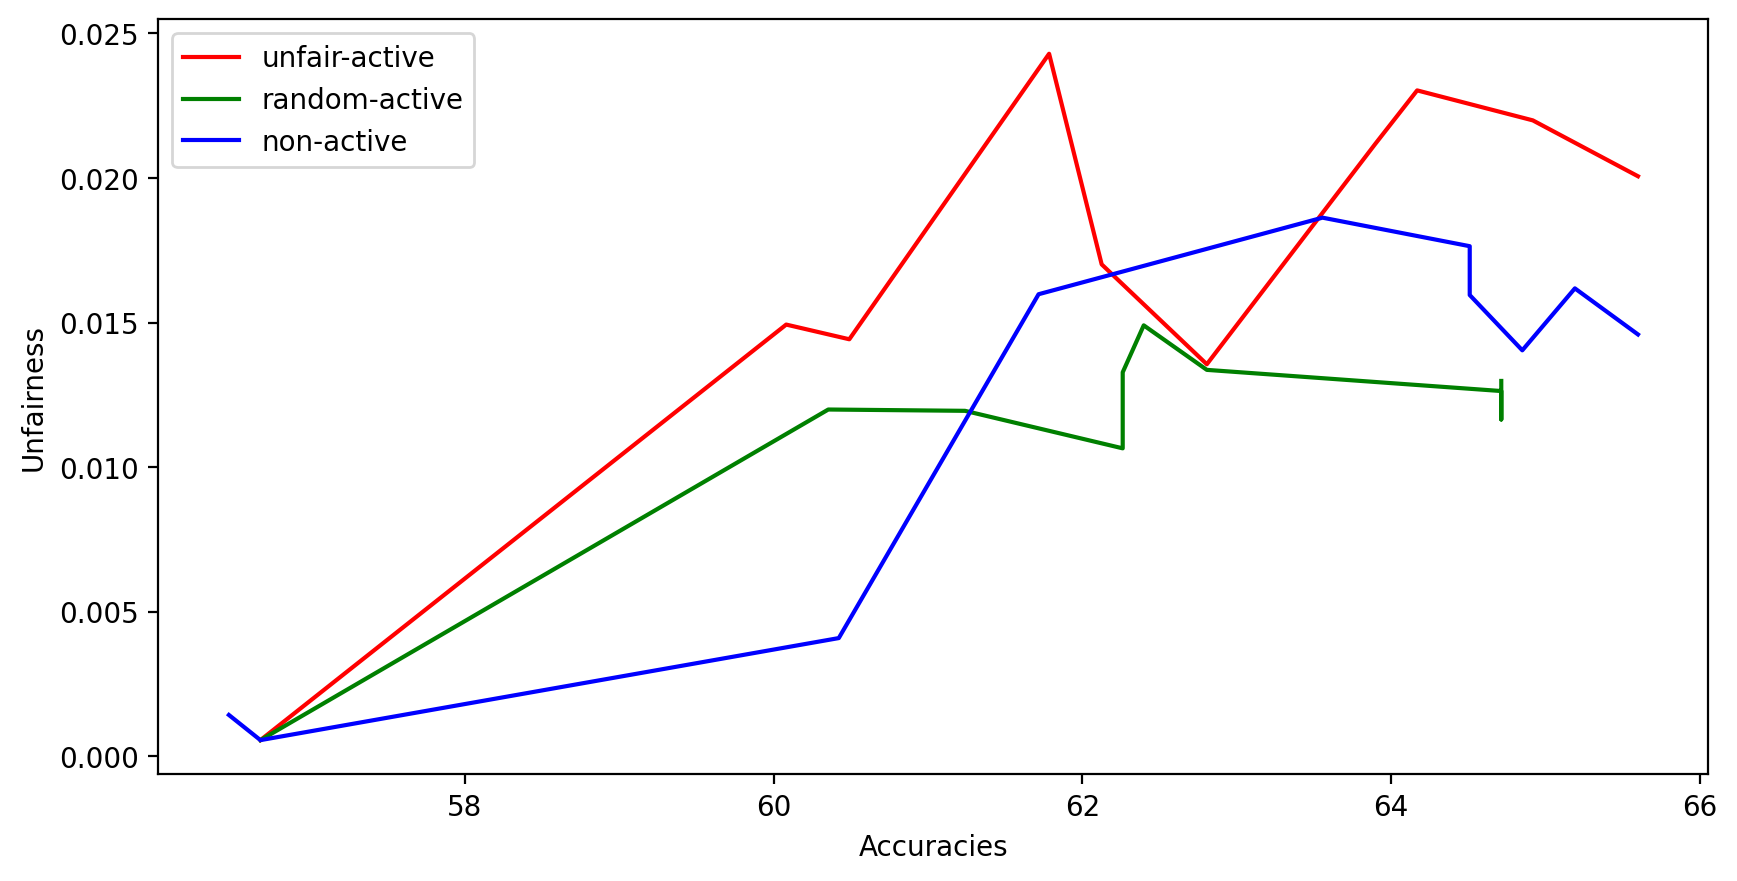 0.025
0.020
0.015
0.010
0.005
0.000
Unfairness
unfair-active
random-active
non-active
58 60 62 64 66
Accuracies